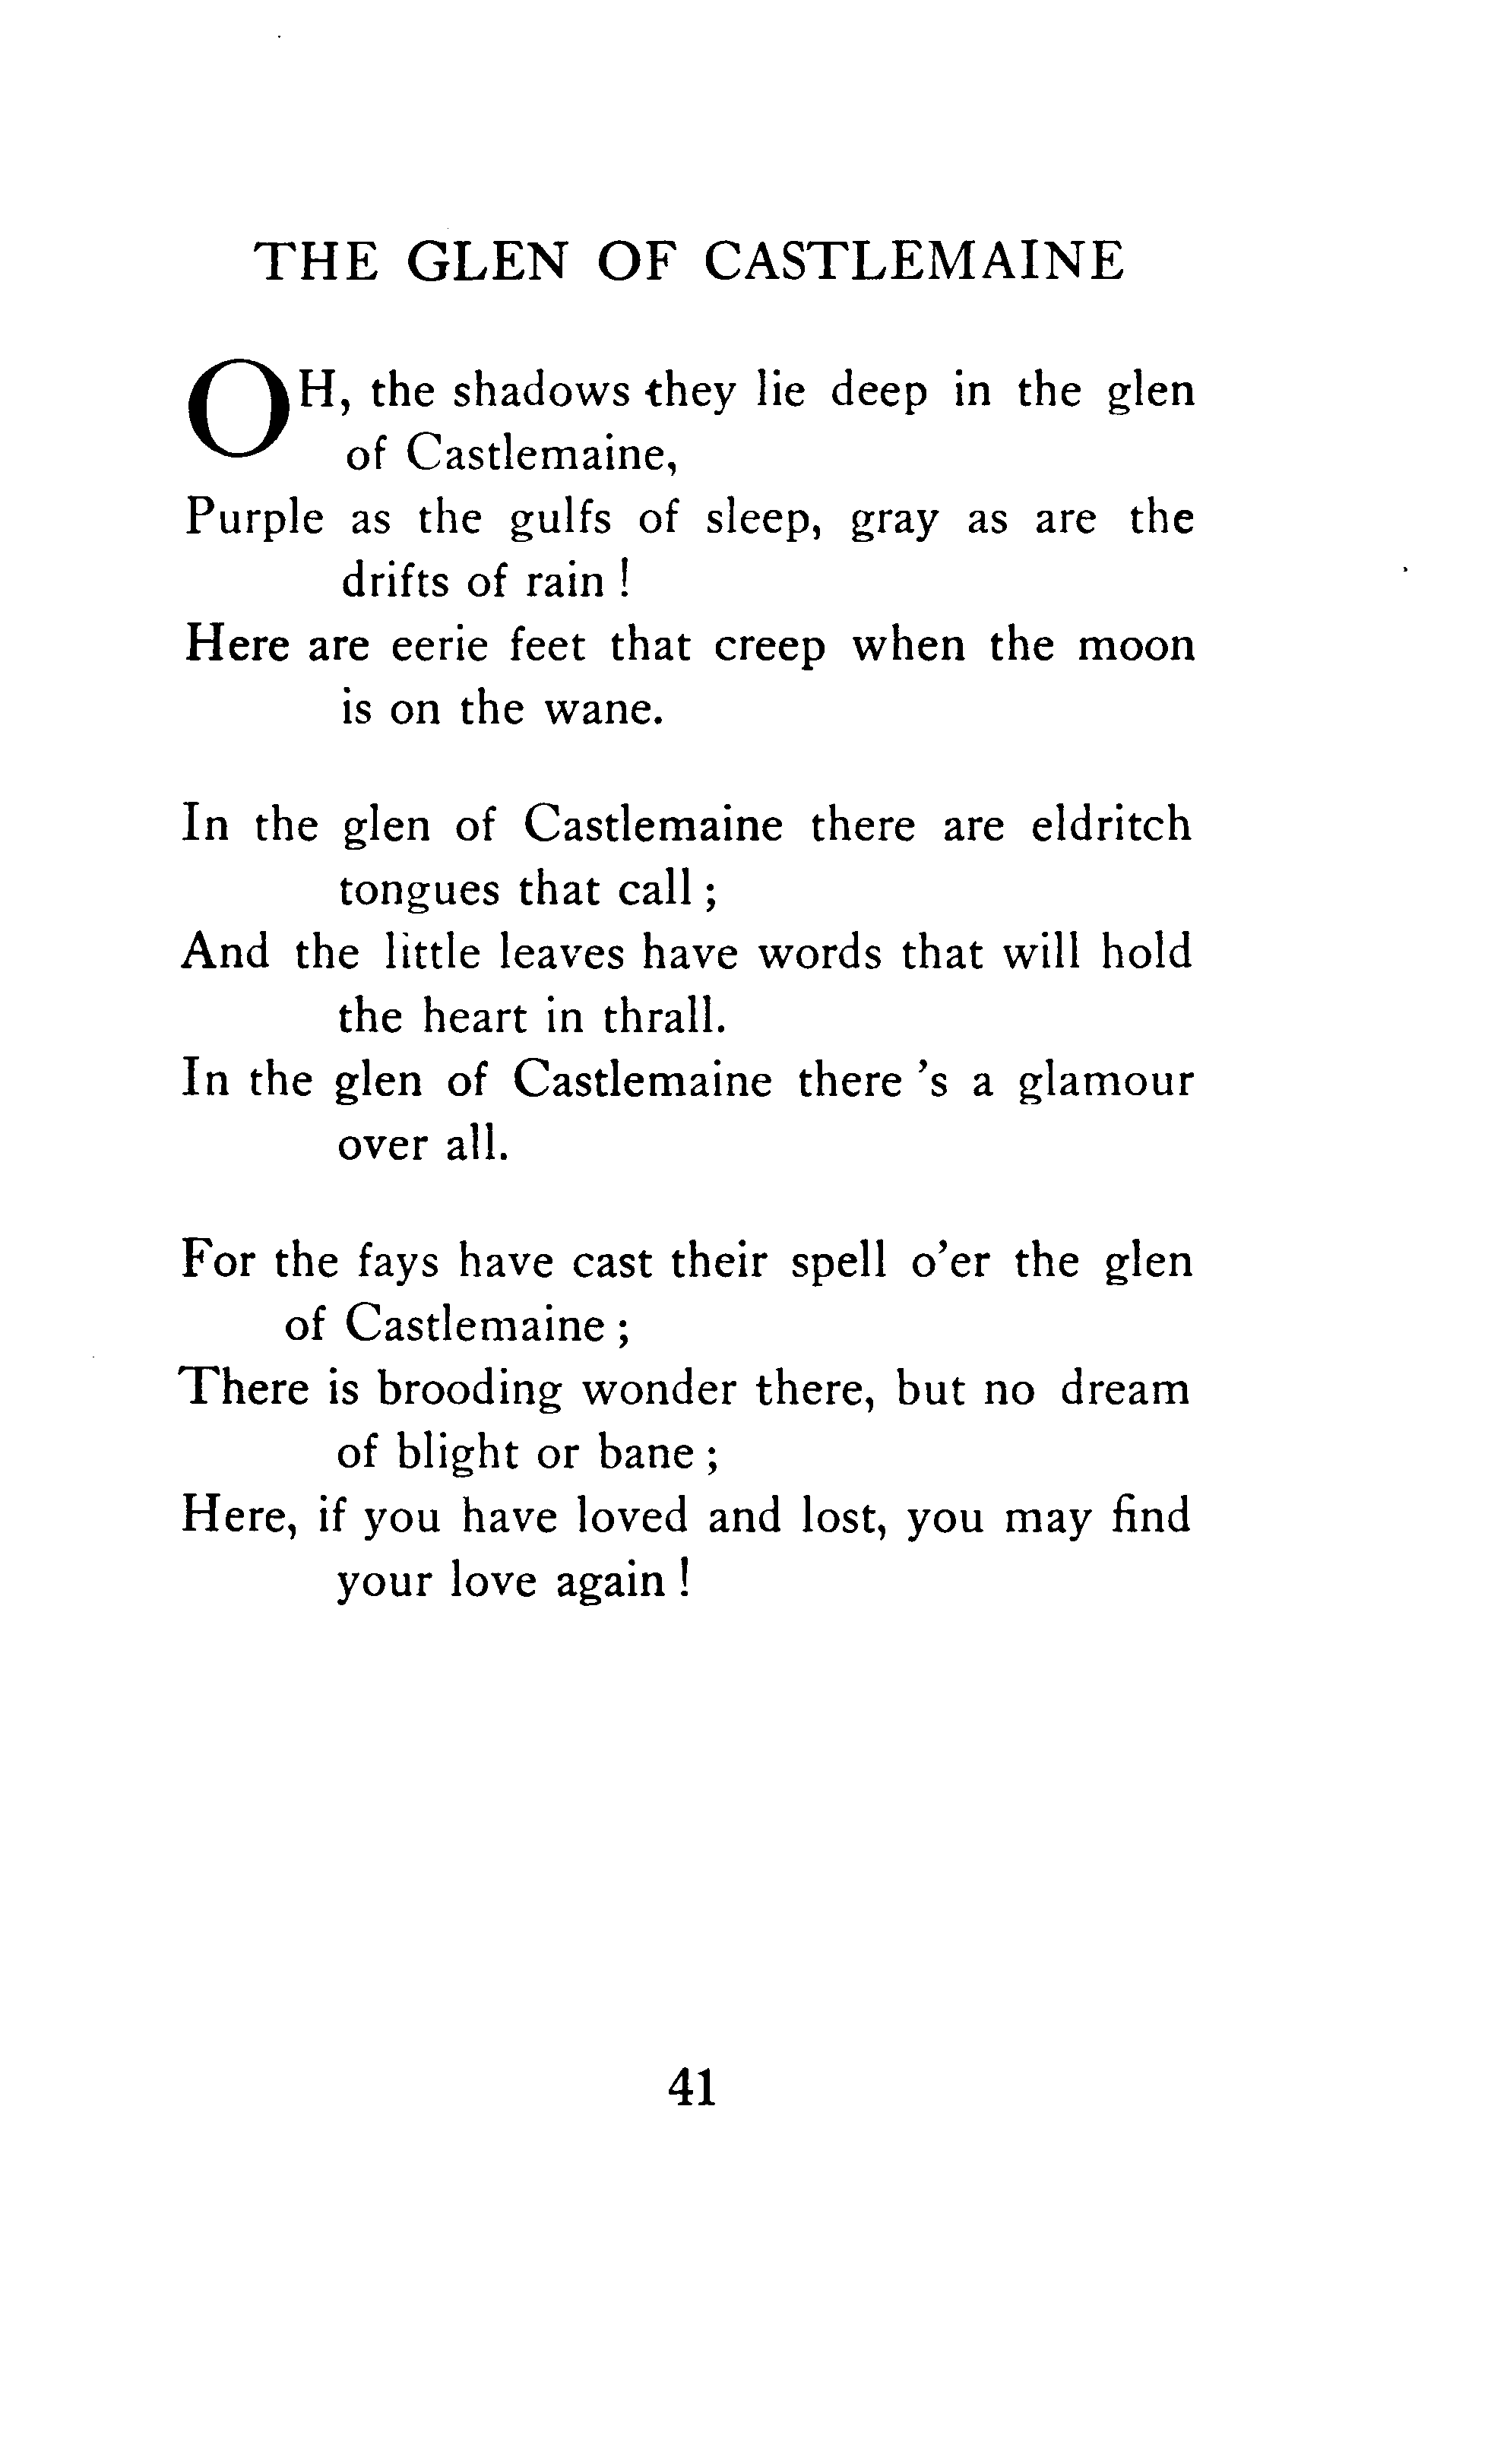 THE GLEN OF CASTLEMAINE
OH, the shadows they lie deep in the glen
of Castlemaine,
Purple as the gulfs of sleep, gray as are the
drifts of rain !
Here are eerie feet that creep when the moon
is on the wane.
In the glen of Castlemaine there are eldritch
tongues that call ;
And the little leaves have words that will hold
the heart in thrall.
In the glen of Castlemaine there 's a glamour
over all.
For the fays have cast their spell o'er the glen
of Castlemaine ;
There is brooding wonder there, but no dream
of blight or bane ;
Here, if you have loved and lost, you may find
your love again !
41